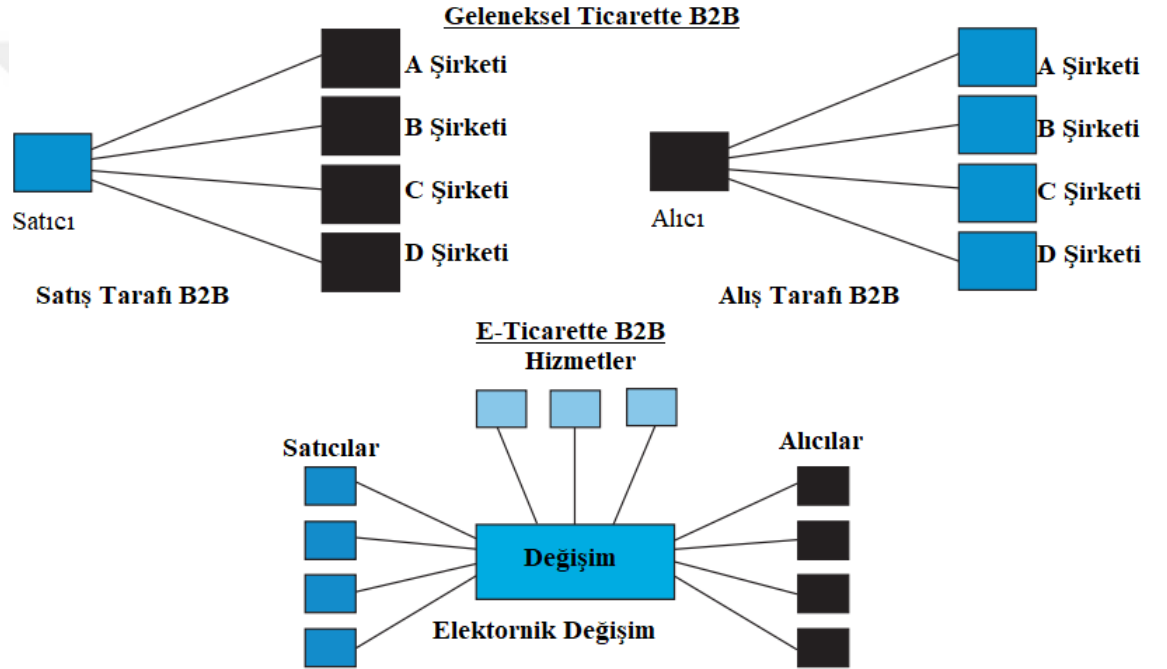 Geleneksel Ticarette B2B
A Şirketi
B Şirketi
C Şirketi
D Şirketi
Satıcı
Satış Tarafı B2B
A Şirketi
B Şirketi
C Şirketi
D Şirketi
Alıcı
Alış Tarafı B2B
E-Ticarette B2B
Hizmetler
Satıcılar
Alıcılar
Değişim
Elektornik Değişim